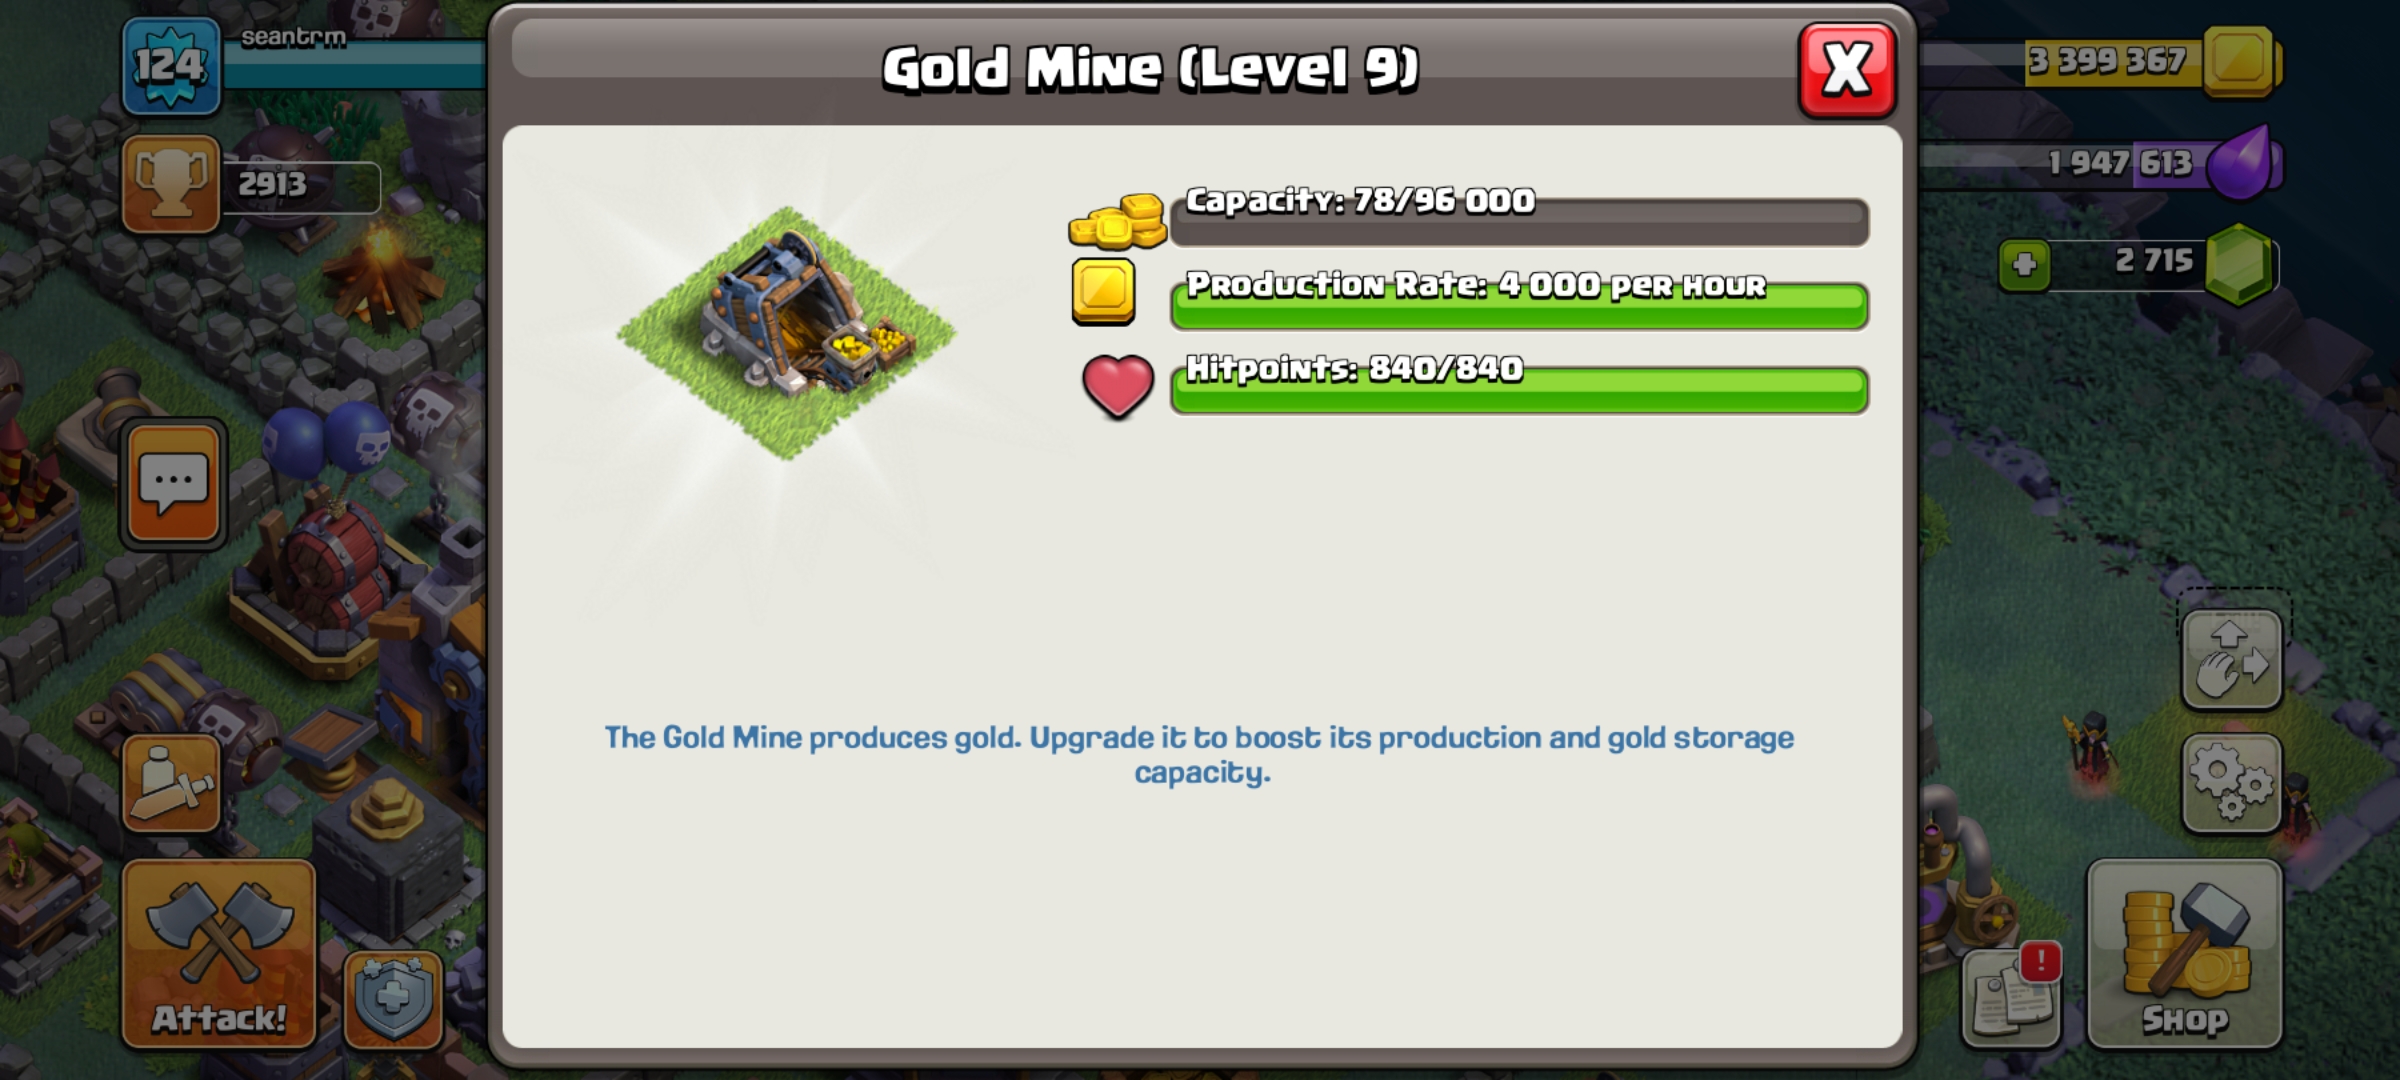 124
seantrm
2913
Gold Mine (Level 9)
X
3 399 367
1 947 613
2 715
Capacity: 78/96 000
Production Rate: 4 000 per hour
Hitpoints: 840/840
The Gold Mine produces gold. Upgrade it to boost its production and gold storage
capacity.
Attack!
!
Shop